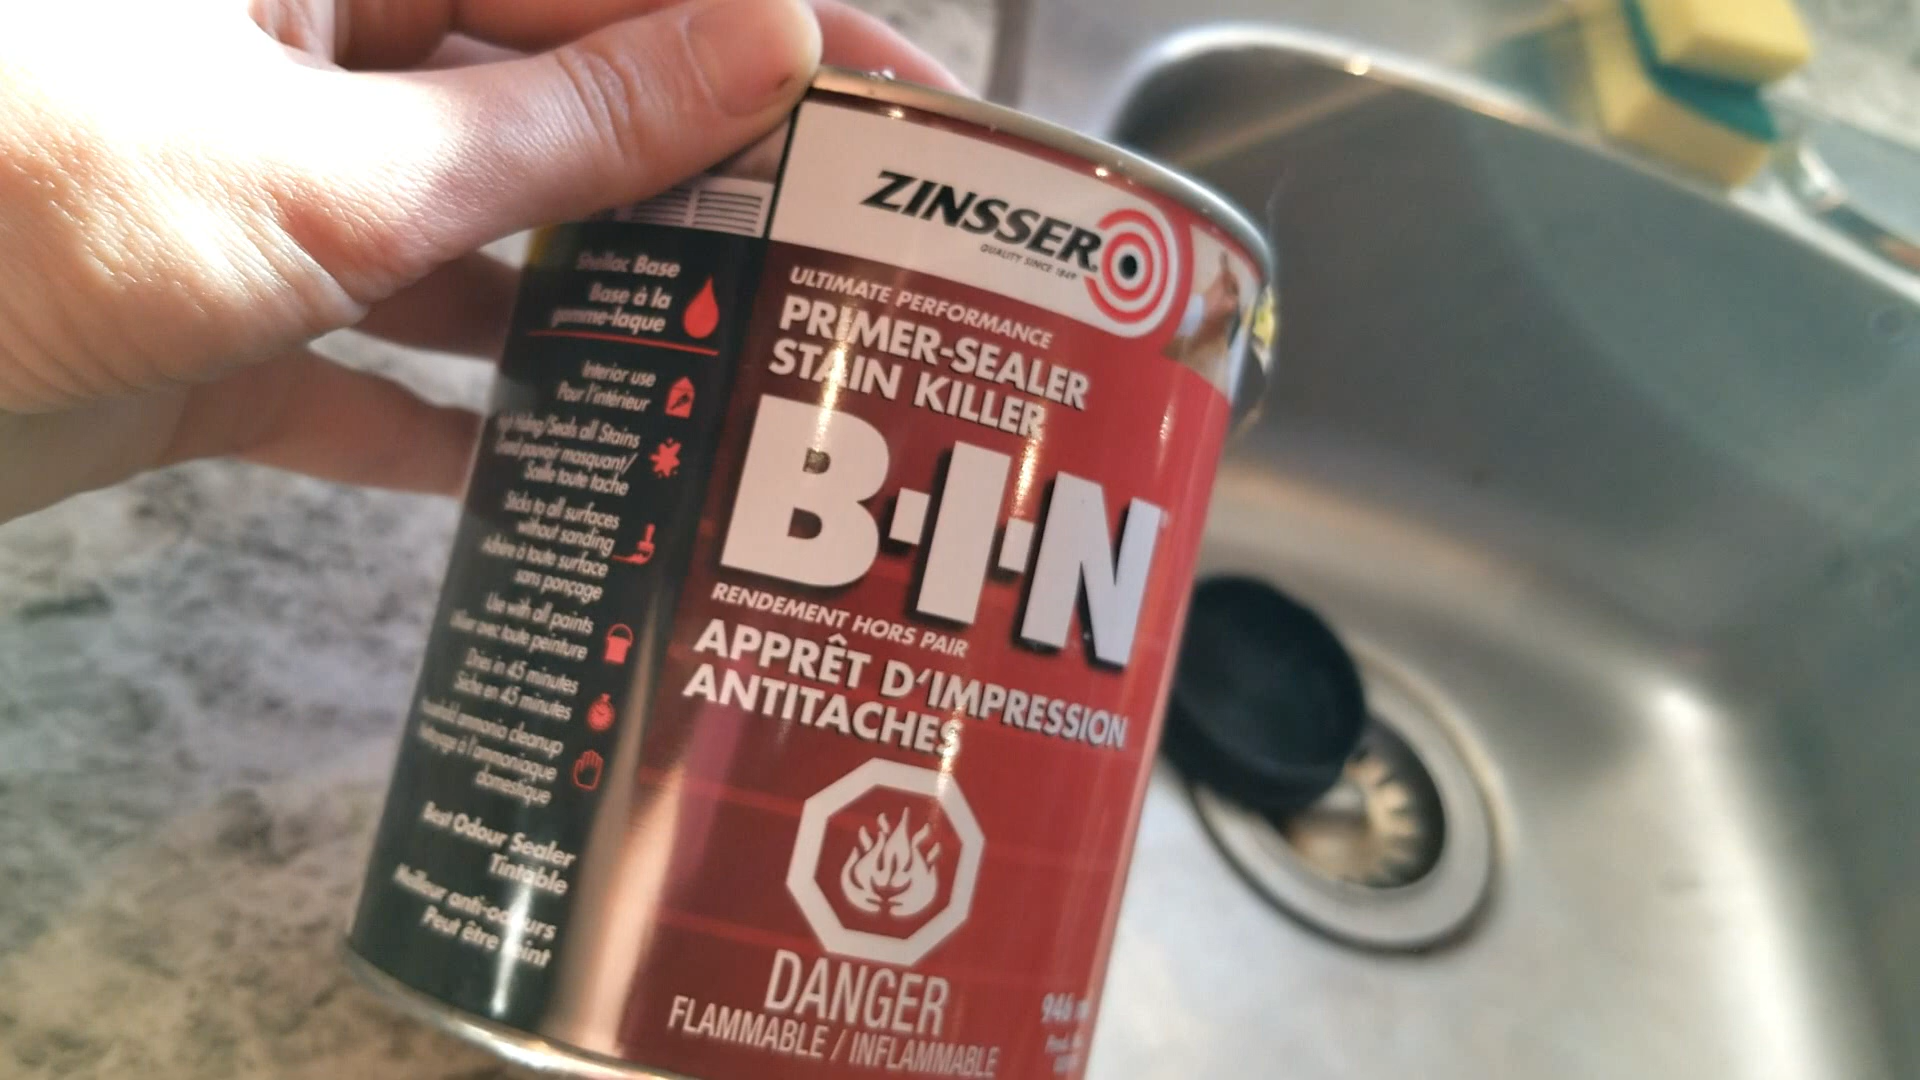 ZINSSER
QUALITY SINCE 1849
ULTIMATE PERFORMANCE
PRIMER-SEALER
STAIN KILLER
B·I·N
RENDEMENT HORS PAIR
APPRÊT D'IMPRESSION
ANTITACHES
DANGER
FLAMMABLE / INFLAMMABLE
946
Shellac Base
Base à la
gomme-laque
Interior use
Pour l'intérieur
Hiding/Seals all Stains
pouvoir masquant/
Scelle toute tache
Sticks to all surfaces
without sanding
Adhère à toute surface
sans ponçage
Use with all paints
Utiliser avec toute peinture
Dries in 45 minutes
Sèche en 45 minutes
ammonia cleanup
Nettoyage à l'ammoniaque
domestique
Best Odour Sealer
Tintable
Meilleur anti-odeurs
Peut être teint